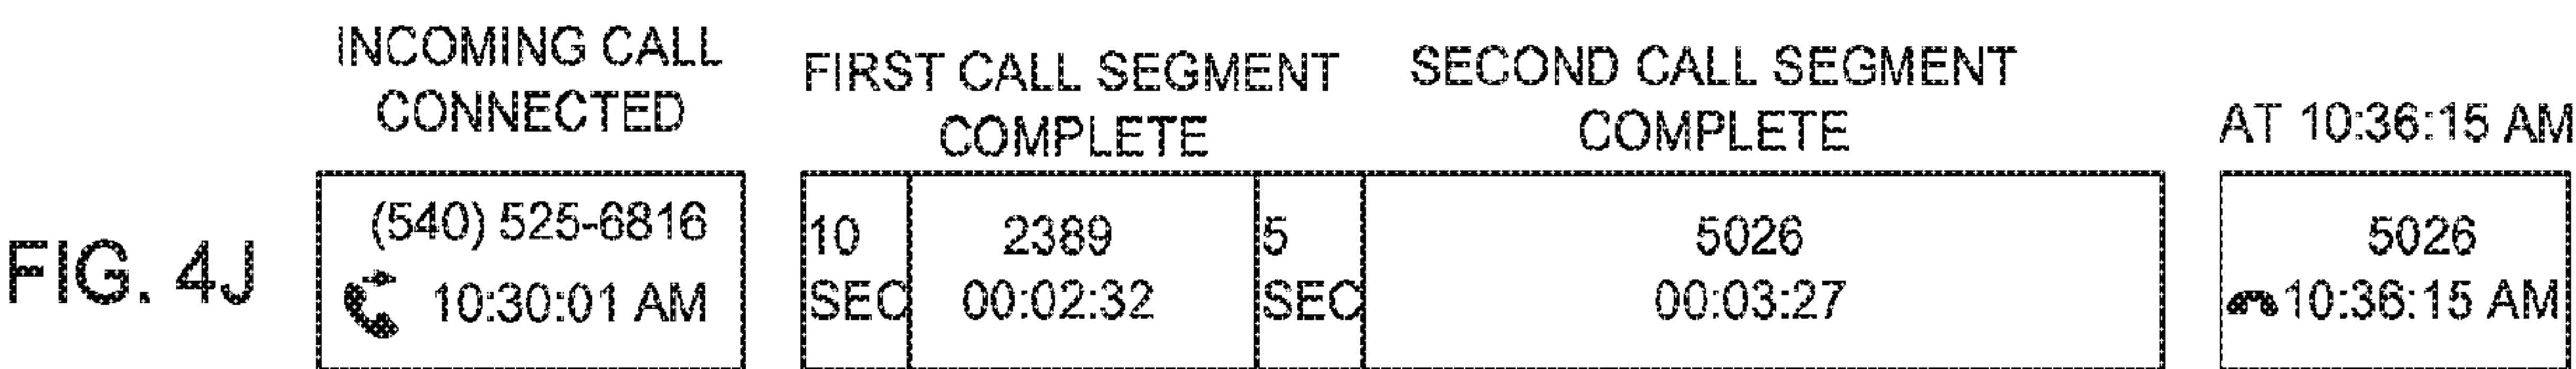 INCOMING CALL
CONNECTED
FIRST CALL SEGMENT
COMPLETE
SECOND CALL SEGMENT
COMPLETE
AT 10:36:15 AM
FIG. 4J
(540) 525-6816
10:30:01 AM
10
SEC
2389
00:02:32
5
SEC
5026
00:03:27
5026
10:36:15 AM